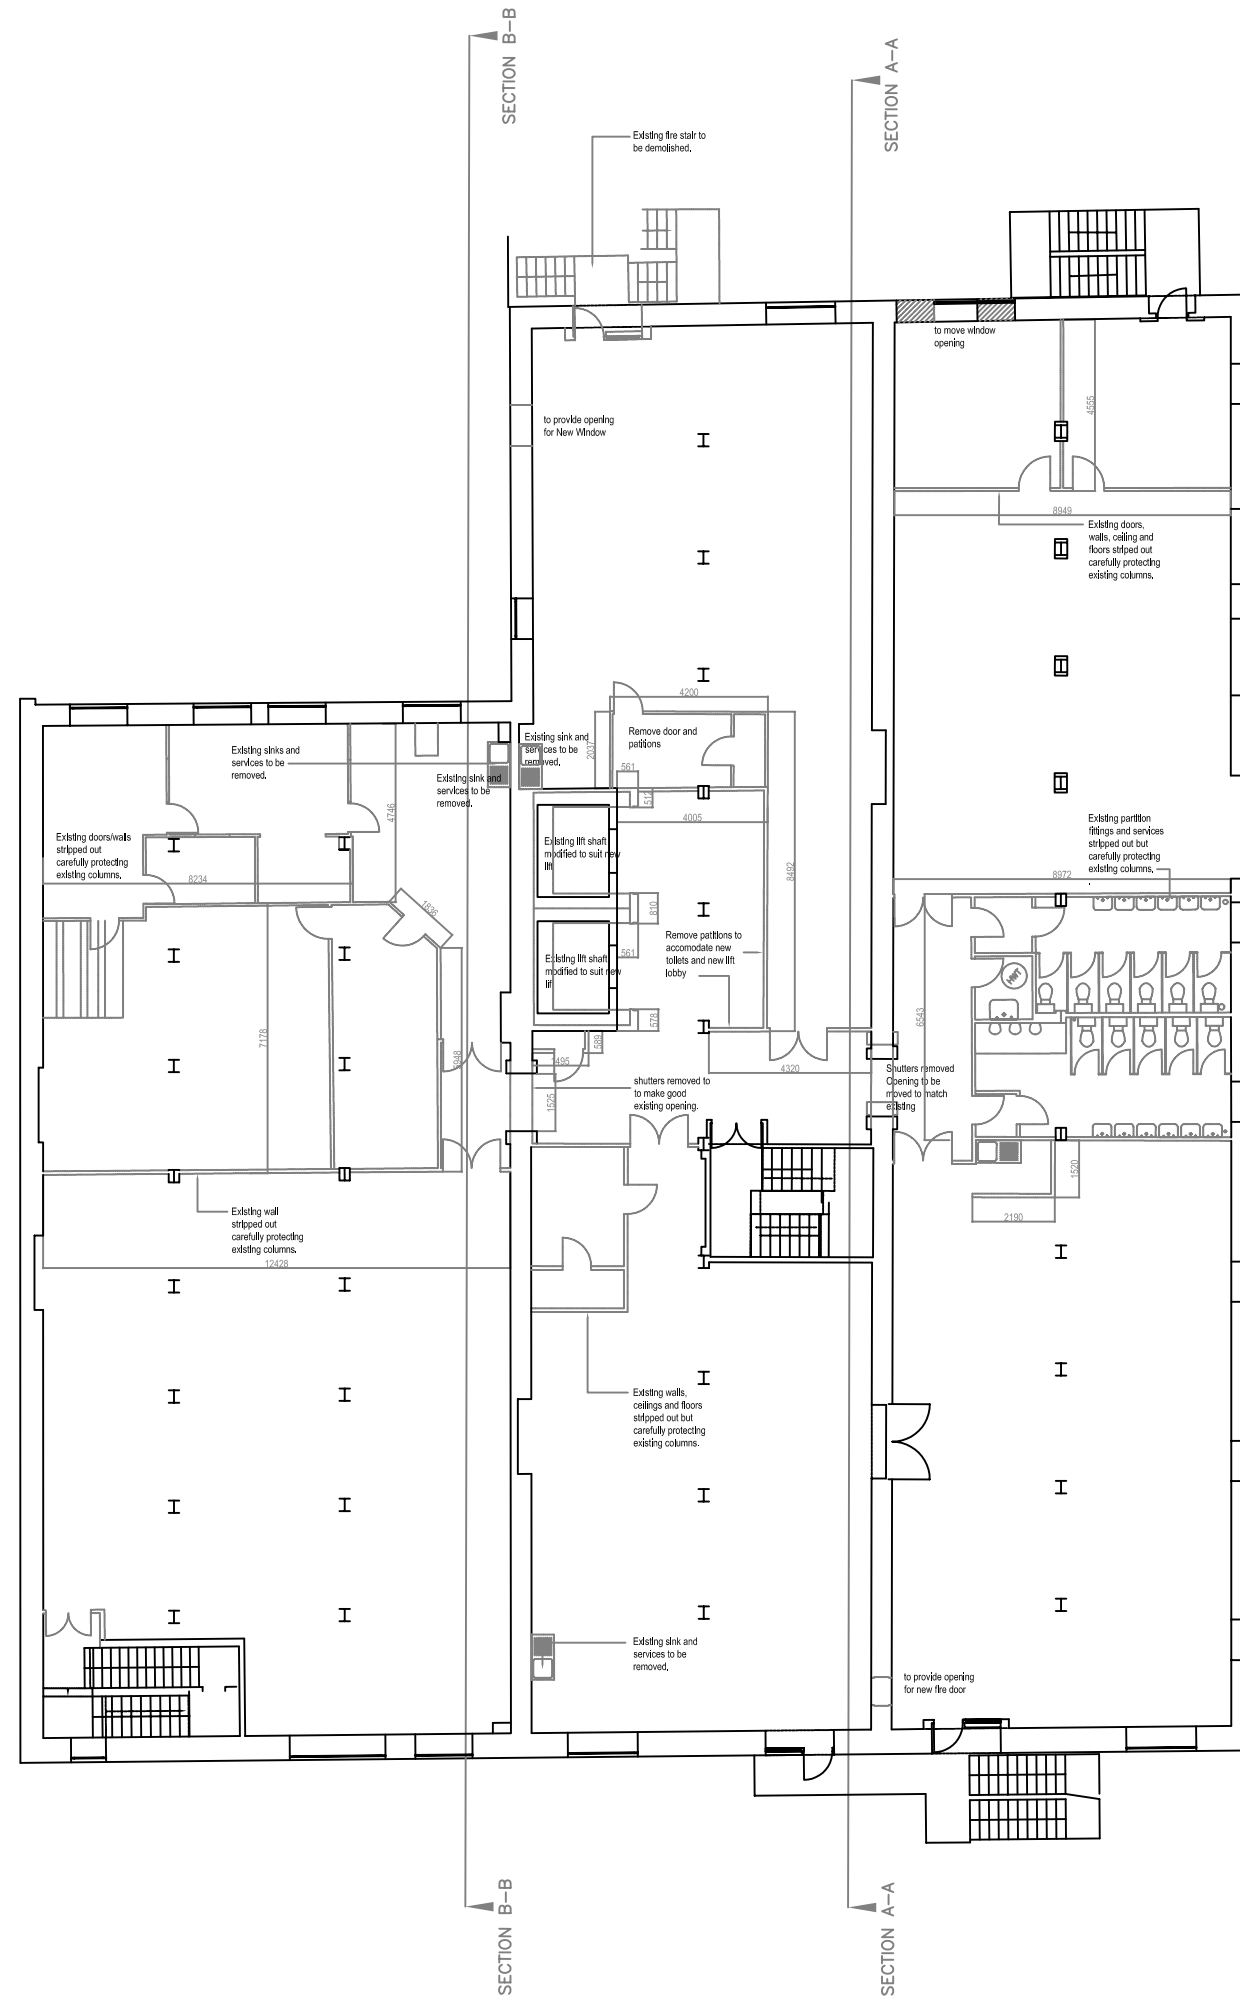 SECTION B-B
SECTION A-A
Existing fire stair to
be demolished.
to move window
opening
4555
to provide opening
for New Window
8949
Existing doors,
walls, ceiling and
floors striped out
carefully protecting
existing columns.
4200
Existing sinks and
services to be
removed.
Existing sink and
services to be
removed.
Existing sink and
services to be
removed.
2037
Remove door and
patitions
561
512
4005
4746
Existing doors/walls
stripped out
carefully protecting
existing columns.
8234
Existing lift shaft
modified to suit new
lift
8492
Existing partition
fittings and services
stripped out but
carefully protecting
existing columns.
.
8972
1836
810
Remove patitions to
accomodate new
toilets and new lift
lobby
561
Existing lift shaft
modified to suit new
lif
HWT
578
6543
7178
5948
589
1495
1525
4320
shutters removed to
to make good
existing opening.
Shutters removed
Opening to be
moved to match
existing
1520
2190
Existing wall
stripped out
carefully protecting
existing columns.
12428
Existing walls,
ceilings and floors
stripped out but
carefully protecting
existing columns.
Existing sink and
services to be
removed.
to provide opening
for new fire door
SECTION B-B
SECTION A-A